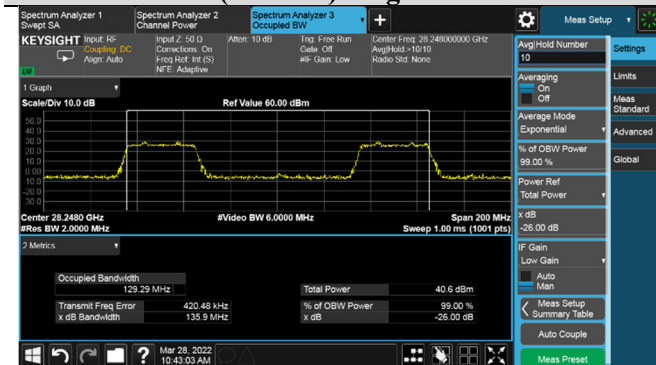 Spectrum Analyzer 1
Swept SA
Spectrum Analyzer 2
Channel Power
Spectrum Analyzer 3
Occupied BW
Meas Setup
KEYSIGHT
Input: RF
Coupling: DC
Align: Auto
Input Z: 50 Ω
Corrections: On
Freq Ref: Int (S)
NFE: Adaptive
Atten: 10 dB
Trig: Free Run
Gate: Off
#IF Gain: Low
Center Freq: 28.248000000 GHz
Avg|Hold:>10/10
Radio Std: None
1 Graph
Scale/Div 10.0 dB
Ref Value 60.00 dBm
50.0
40.0
30.0
20.0
10.0
0.00
-10.0
-20.0
-30.0
Center 28.2480 GHz
#Video BW 6.0000 MHz
Span 200 MHz
#Res BW 2.0000 MHz
Sweep 1.00 ms (1001 pts)
2 Metrics
Occupied Bandwidth
129.29 MHz
Total Power
40.6 dBm
Transmit Freq Error
420.48 kHz
% of OBW Power
99.00 %
x dB Bandwidth
135.9 MHz
x dB
-26.00 dB
Mar 28, 2022
10:43:03 AM
Avg|Hold Number
10
Averaging
On
Off
Average Mode
Exponential
% of OBW Power
99.00 %
Power Ref
Total Power
x dB
-26.00 dB
IF Gain
Low Gain
Auto
Man
Meas Setup
Summary Table
Auto Couple
Meas Preset
Settings
Limits
Meas
Standard
Advanced
Global